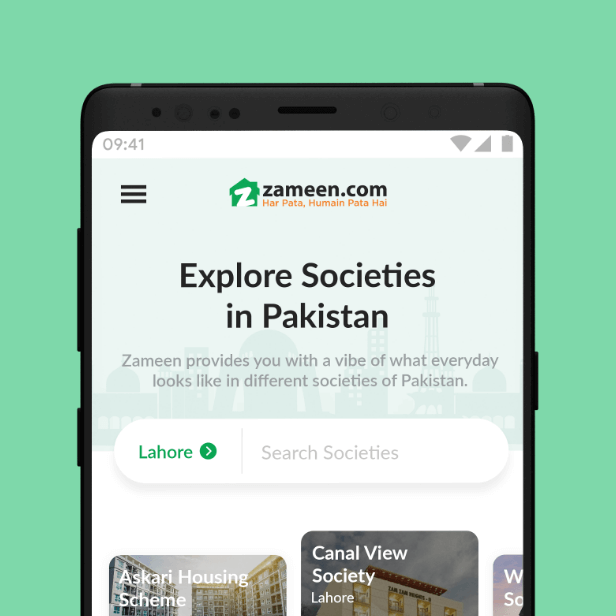 09:41
zameen.com
Har Pata, Humain Pata Hai
Explore Societies
in Pakistan
Zameen provides you with a vibe of what everyday
looks like in different societies of Pakistan.
Lahore
Search Societies
Askari Housing
Scheme
Canal View
Society
Lahore
W
So